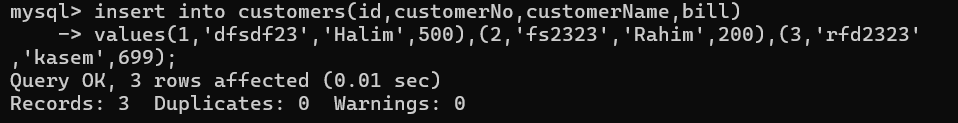 mysql> insert into customers(id,customerNo,customerName,bill)
    -> values(1,'dfsdf23','Halim',500),(2,'fs2323','Rahim',200),(3,'rfd2323'
,'kasem',699);
Query OK, 3 rows affected (0.01 sec)
Records: 3  Duplicates: 0  Warnings: 0